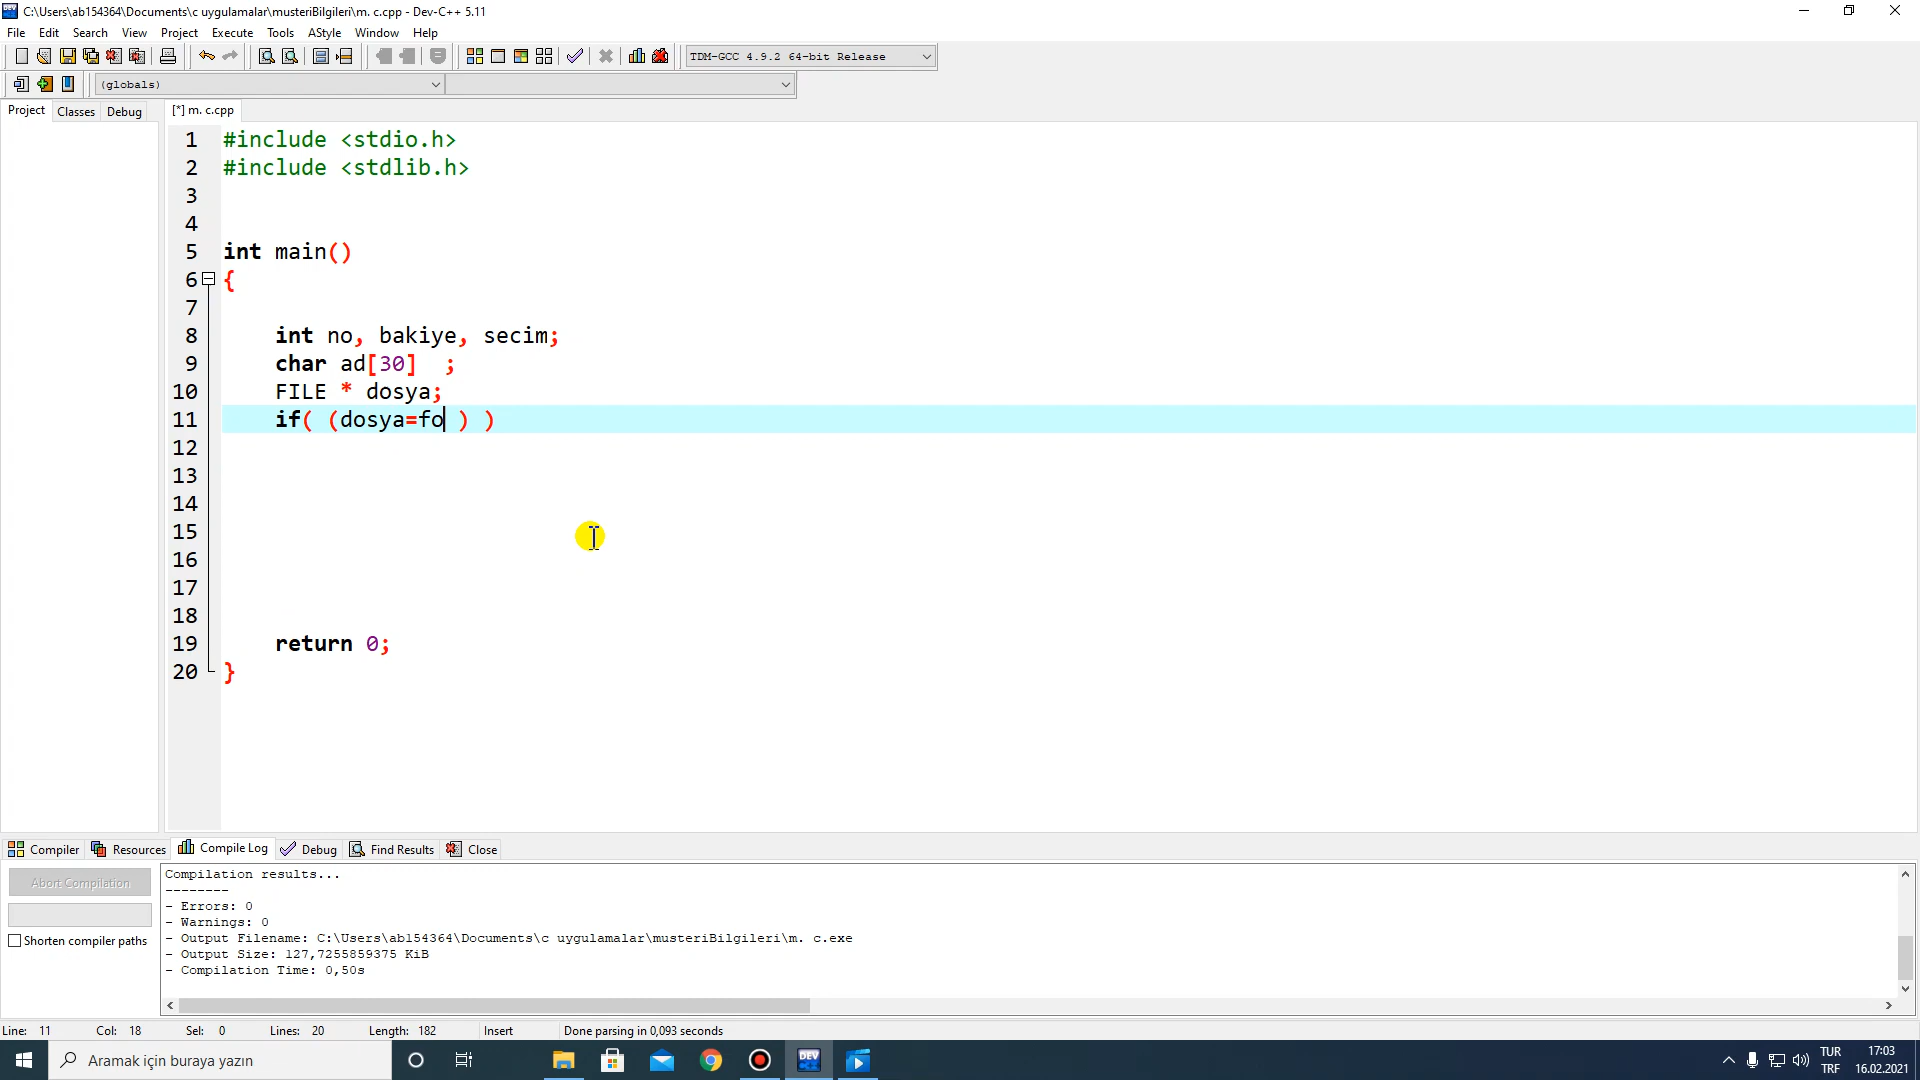 C:\Users\ab154364\Documents\c uygulamalar\musteriBilgileri\m. c.cpp - Dev-C++ 5.11
File Edit Search View Project Execute Tools AStyle Window Help
TDM-GCC 4.9.2 64-bit Release
(globals)
Project Classes Debug [*] m. c.cpp
1 #include <stdio.h>
2 #include <stdlib.h>
3
4
5 int main()
6 {
7
8 int no, bakiye, secim;
9 char ad[30]  ;
10 FILE * dosya;
11 if( (dosya=fo ) )
12
13
14
15
16
17
18
19 return 0;
20 }
Compiler Resources Compile Log Debug Find Results Close
Abort Compilation
Shorten compiler paths
Compilation results...
--------
- Errors: 0
- Warnings: 0
- Output Filename: C:\Users\ab154364\Documents\c uygulamalar\musteriBilgileri\m. c.exe
- Output Size: 127,7255859375 KiB
- Compilation Time: 0,50s
Line: 11 Col: 18 Sel: 0 Lines: 20 Length: 182 Insert Done parsing in 0,093 seconds
Aramak için buraya yazın
DEV
TUR
TRF
17:03
16.02.2021